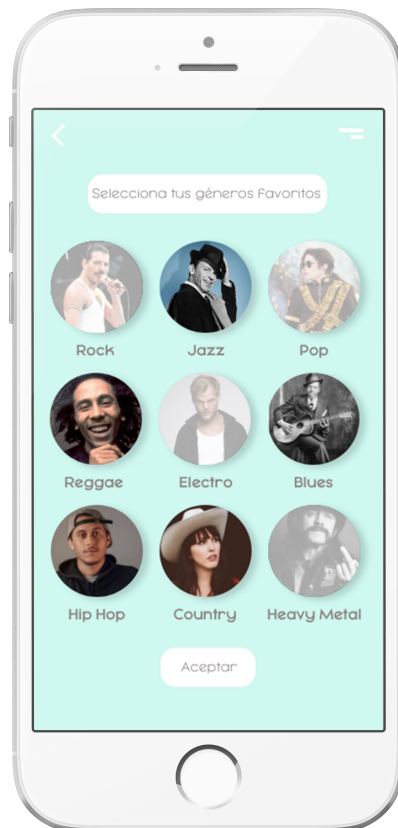 Selecciona tus géneros favoritos
Rock
Jazz
Pop
Reggae
Electro
Blues
Hip Hop
Country
Heavy Metal
Aceptar